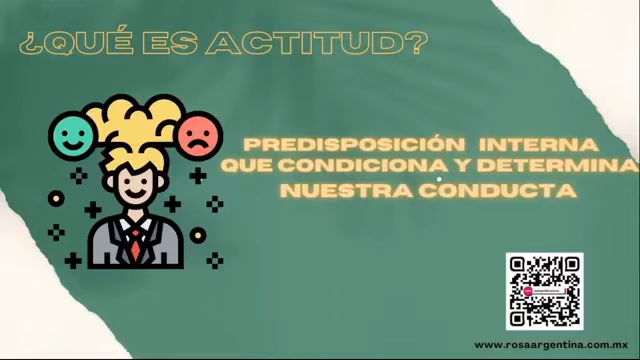 ¿QUÉ ES ACTITUD?
PREDISPOSICIÓN INTERNA
QUE CONDICIONA Y DETERMINA
NUESTRA CONDUCTA
www.rosaargentina.com.mx